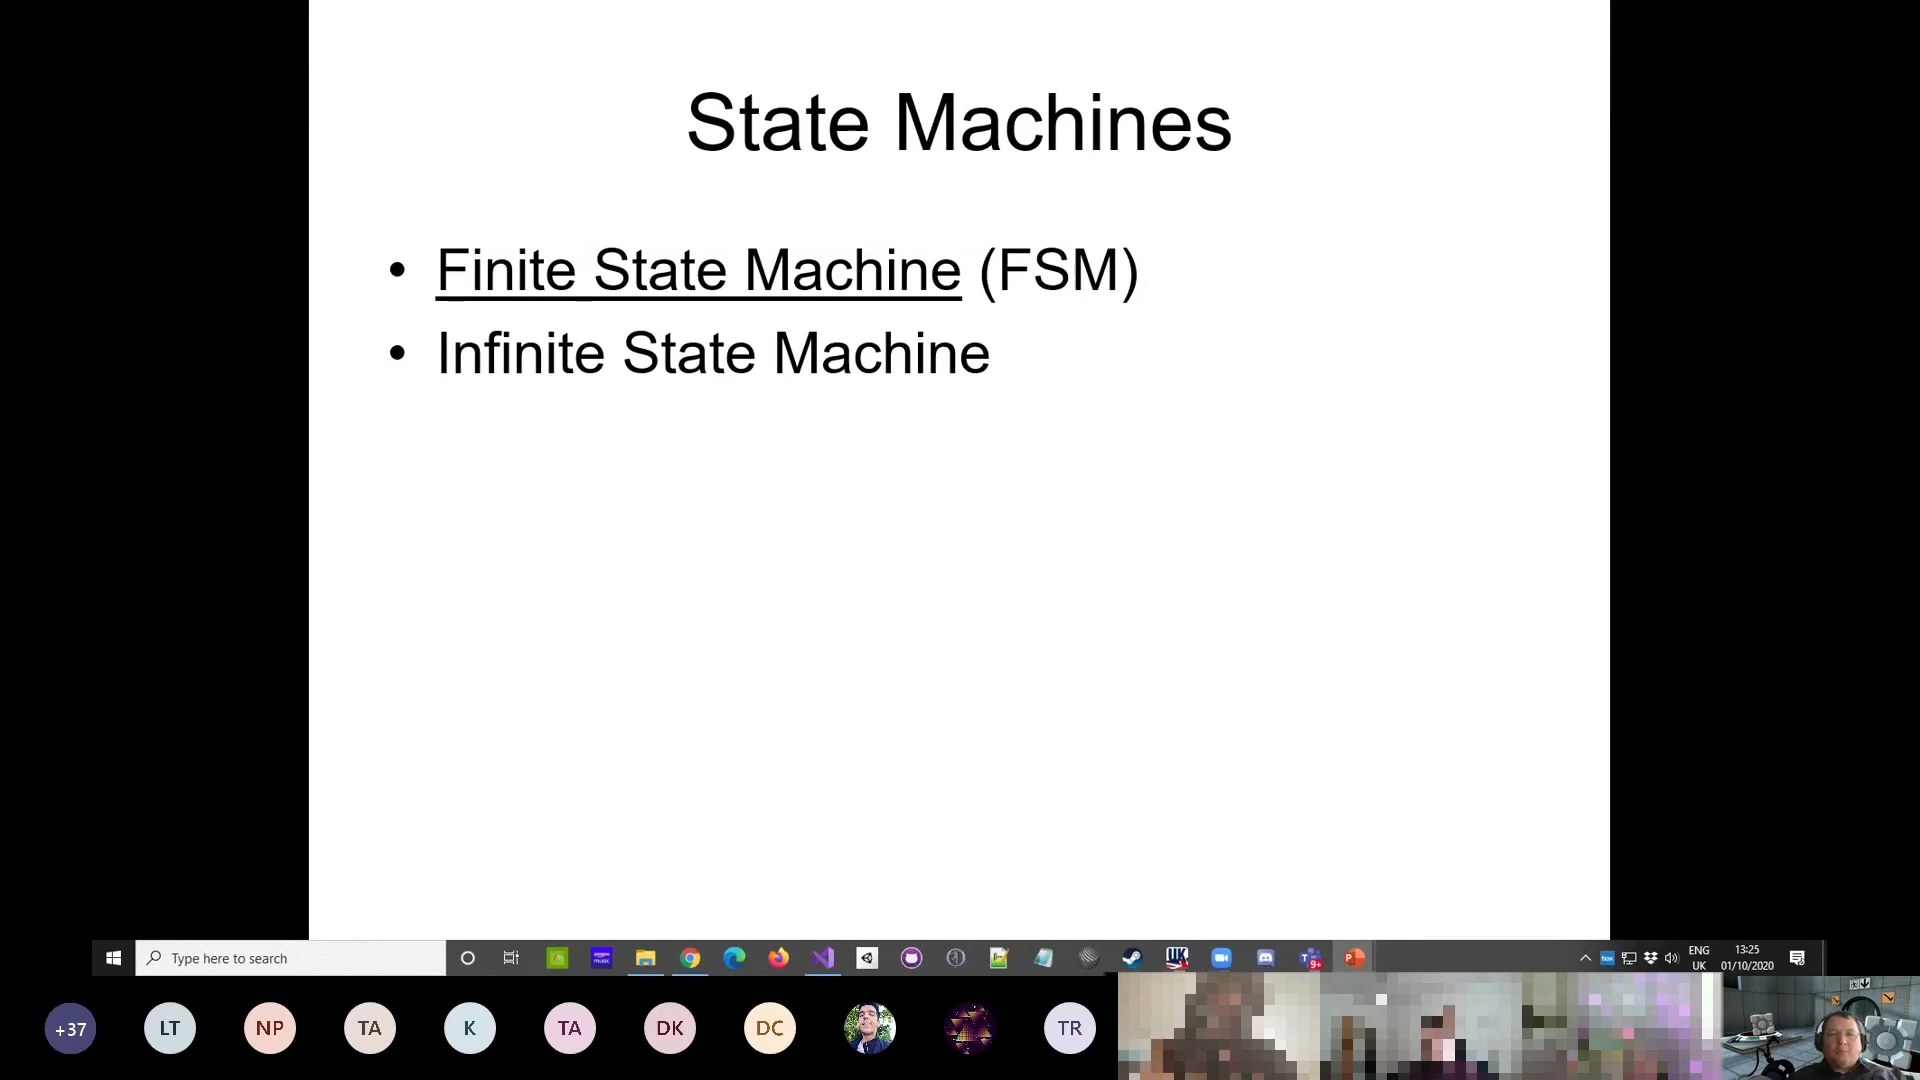 State Machines
• Finite State Machine (FSM)
• Infinite State Machine
Type here to search
ENG
UK
13:25
01/10/2020
+37
LT
NP
TA
K
TA
DK
DC
TR